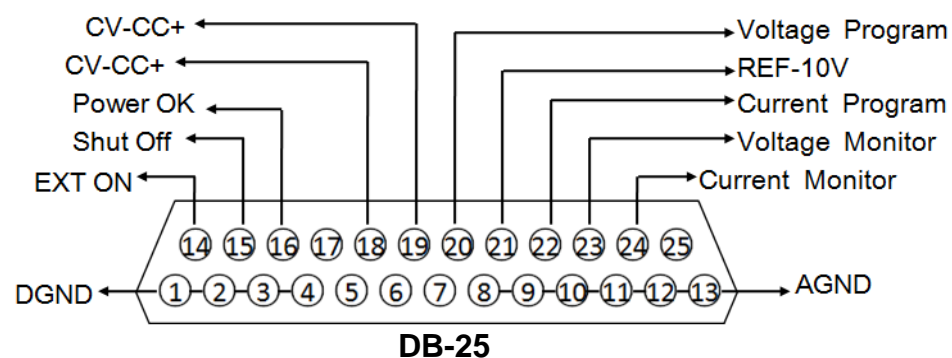 CV-CC+
Voltage Program
CV-CC+
REF-10V
Power OK
Current Program
Shut Off
Voltage Monitor
EXT ON
Current Monitor
14 15 16 17 18 19 20 21 22 23 24 25
DGND 1 2 3 4 5 6 7 8 9 10 11 12 13 AGND
DB-25